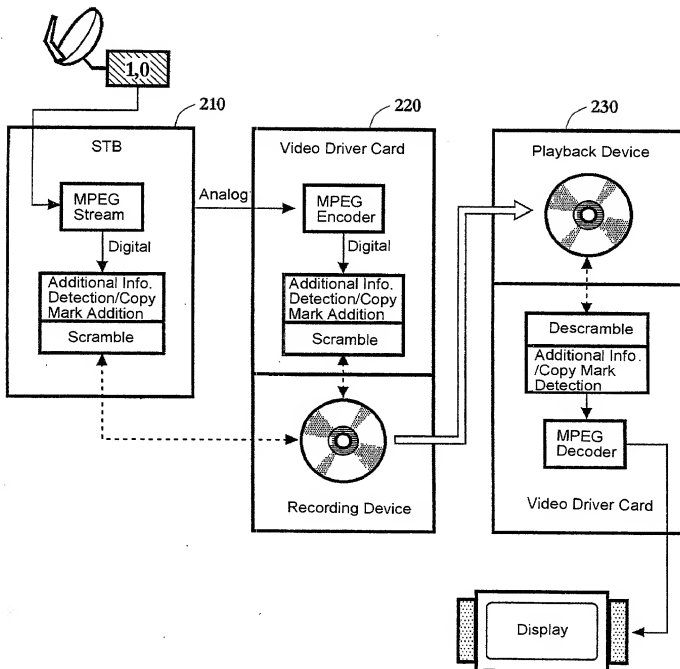 1,0
210
STB
MPEG
Stream
Digital
Additional Info.
Detection/Copy
Mark Addition
Scramble
Analog
220
Video Driver Card
MPEG
Encoder
Digital
Additional Info.
Detection/Copy
Mark Addition
Scramble
Recording Device
230
Playback Device
Descramble
Additional Info.
/Copy Mark
Detection
MPEG
Decoder
Video Driver Card
Display